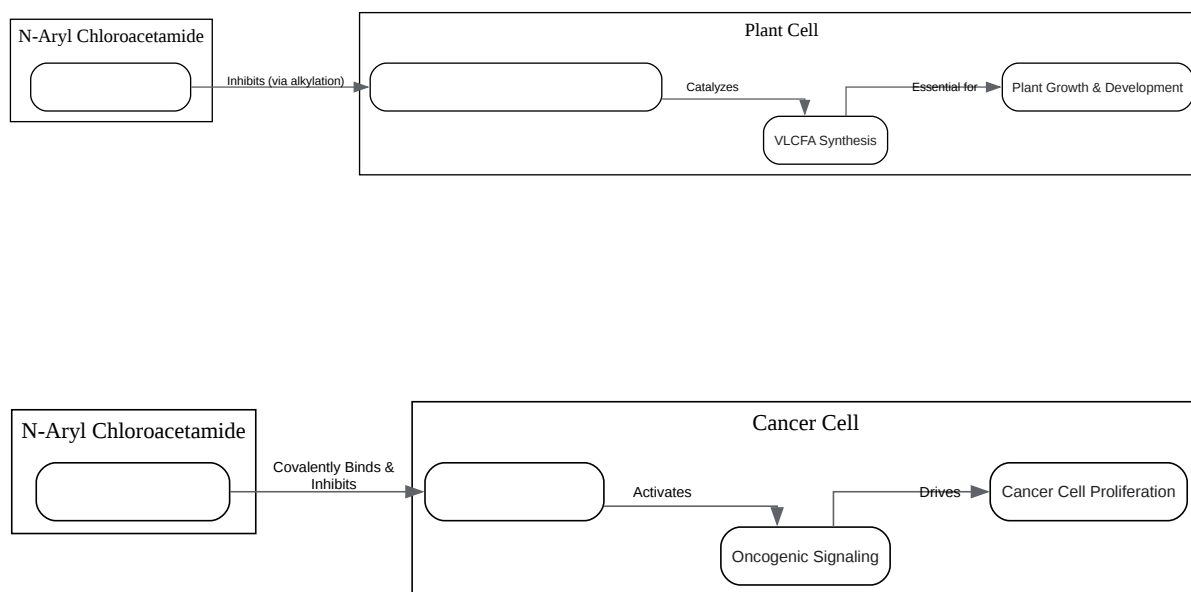 N-Aryl Chloroacetamide
Plant Cell
Inhibits (via alkylation)
Catalyzes
Essential for
Plant Growth & Development
VLCFA Synthesis
N-Aryl Chloroacetamide
Cancer Cell
Covalently Binds &
Inhibits
Activates
Drives
Cancer Cell Proliferation
Oncogenic Signaling